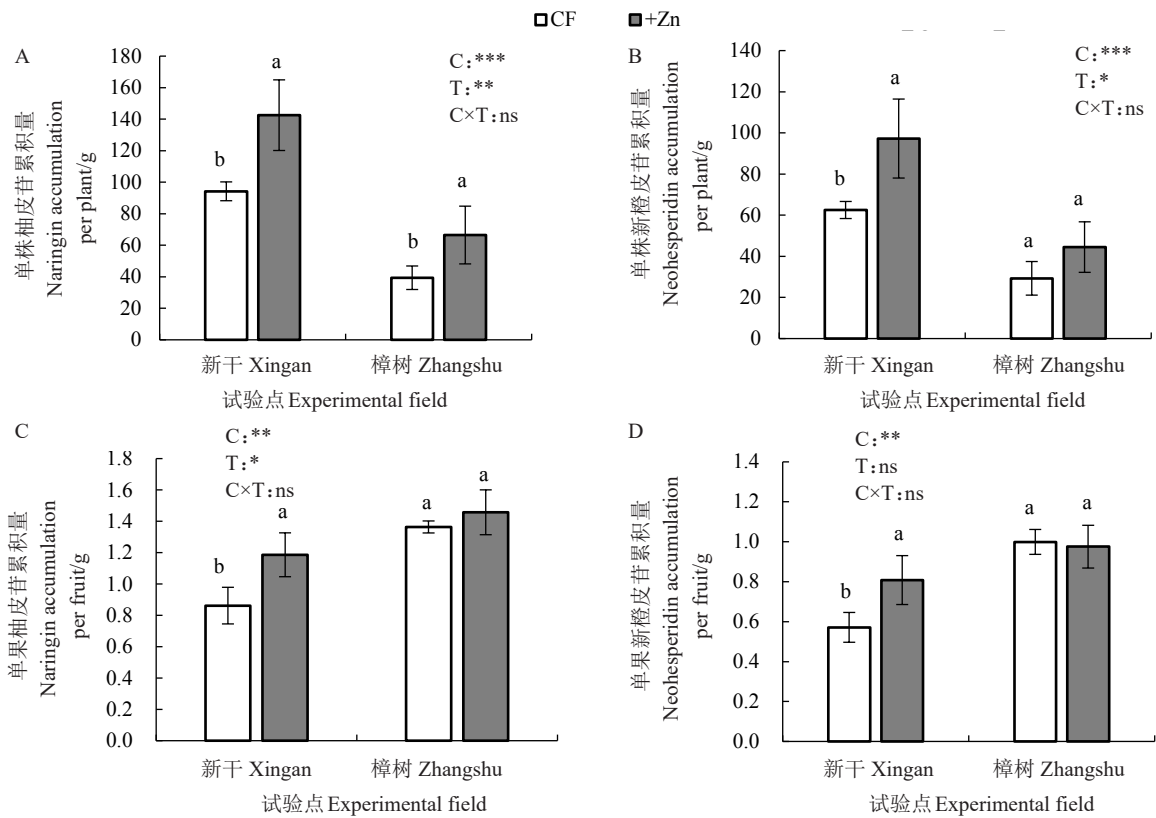 CF +Zn
A
单株柚皮苷累积量
Naringin accumulation
per plant/g
180
160
140
120
100
80
60
40
20
0
b
a
b
a
C:***
T:**
C×T:ns
新干 Xingan
樟树 Zhangshu
试验点 Experimental field
B
单株新橙皮苷累积量
Neohesperidin accumulation
per plant/g
140
120
100
80
60
40
20
0
b
a
a
a
C:***
T:*
C×T:ns
新干 Xingan
樟树 Zhangshu
试验点 Experimental field
C
单果柚皮苷累积量
Naringin accumulation
per fruit/g
1.8
1.6
1.4
1.2
1.0
0.8
0.6
0.4
0.2
0.0
C:**
T:*
C×T:ns
b
a
a
a
新干 Xingan
樟树 Zhangshu
试验点 Experimental field
D
单果新橙皮苷累积量
Neohesperidin accumulation
per fruit/g
1.4
1.2
1.0
0.8
0.6
0.4
0.2
0.0
C:**
T:ns
C×T:ns
b
a
a
a
新干 Xingan
樟树 Zhangshu
试验点 Experimental field